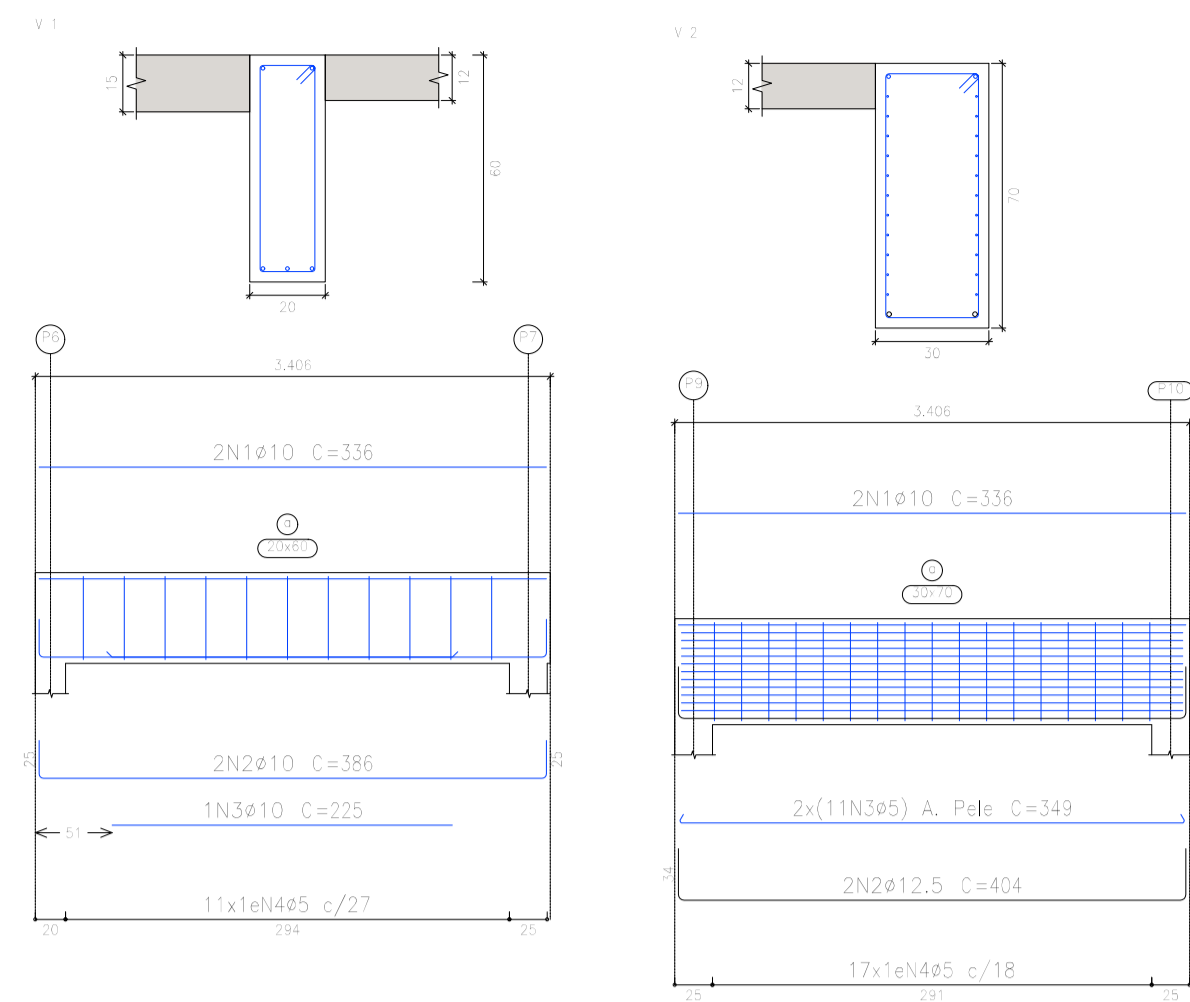 V 1
15
12
60
20
P6
P7
3.406
2N1ø10 C=336
a
20x60
25
2N2ø10 C=386
25
1N3ø10 C=225
51
11x1eN4ø5 c/27
20
294
25
V 2
12
70
30
P9
P10
3.406
2N1ø10 C=336
a
30x70
2x(11N3ø5) A. Pele C=349
34
2N2ø12.5 C=404
17x1eN4ø5 c/18
25
291
25